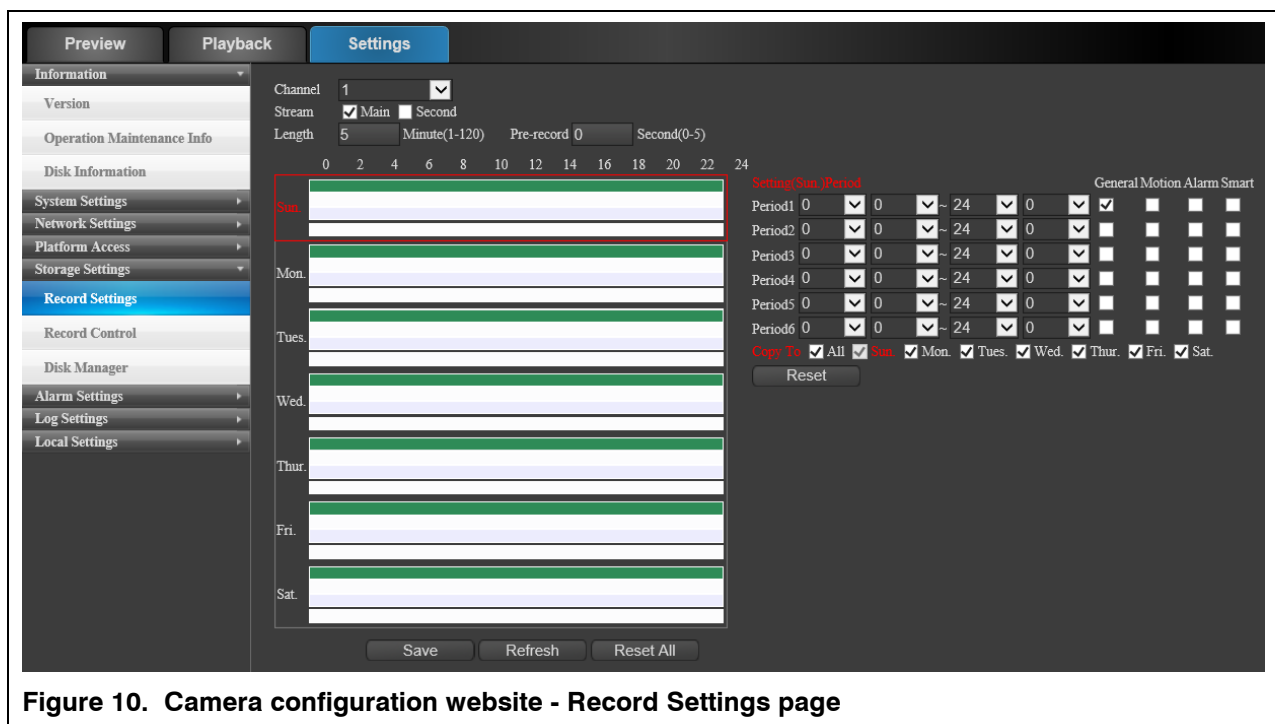 Preview Playback Settings
Information
Version
Operation Maintenance Info
Disk Information
System Settings
Network Settings
Platform Access
Storage Settings
Record Settings
Record Control
Disk Manager
Alarm Settings
Log Settings
Local Settings
Channel 1
Stream Main Second
Length 5 Minute(1-120) Pre-record 0 Second(0-5)
0 2 4 6 8 10 12 14 16 18 20 22 24
Sun.
Mon.
Tues.
Wed.
Thur.
Fri.
Sat.
Setting(Sun.)Period General Motion Alarm Smart
Period1 0 0 ~ 24 0
Period2 0 0 ~ 24 0
Period3 0 0 ~ 24 0
Period4 0 0 ~ 24 0
Period5 0 0 ~ 24 0
Period6 0 0 ~ 24 0
Copy To All Sun. Mon. Tues. Wed. Thur. Fri. Sat.
Reset
Save Refresh Reset All
Figure 10. Camera configuration website - Record Settings page